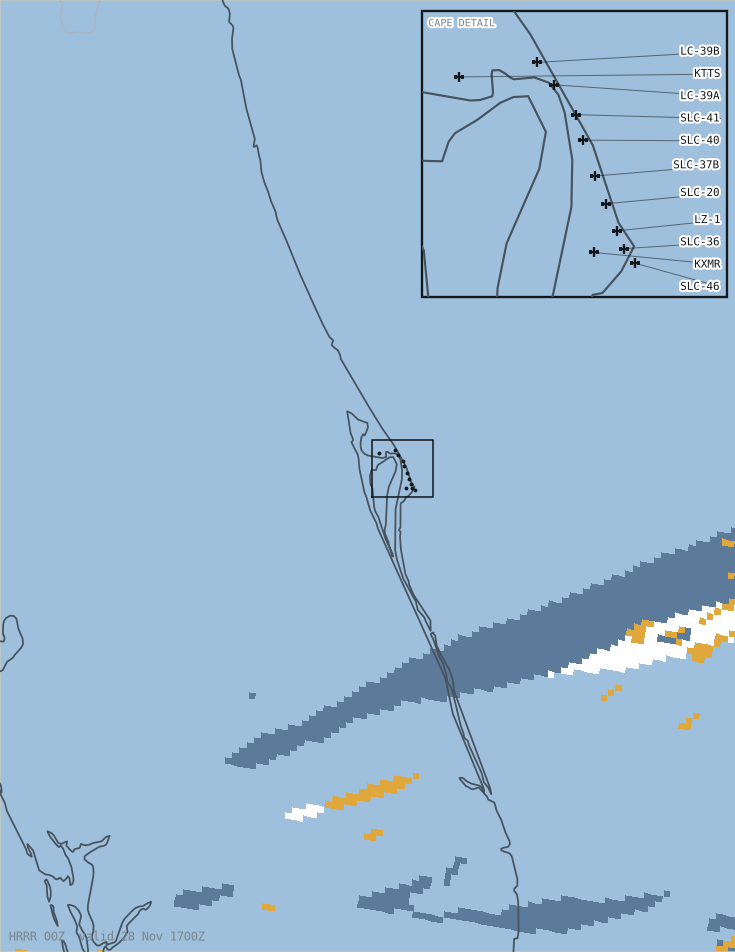 CAPE DETAIL
LC-39B
KTTS
LC-39A
SLC-41
SLC-40
SLC-37B
SLC-20
LZ-1
SLC-36
KXMR
SLC-46
HRRR 00Z valid 28 Nov 1700Z